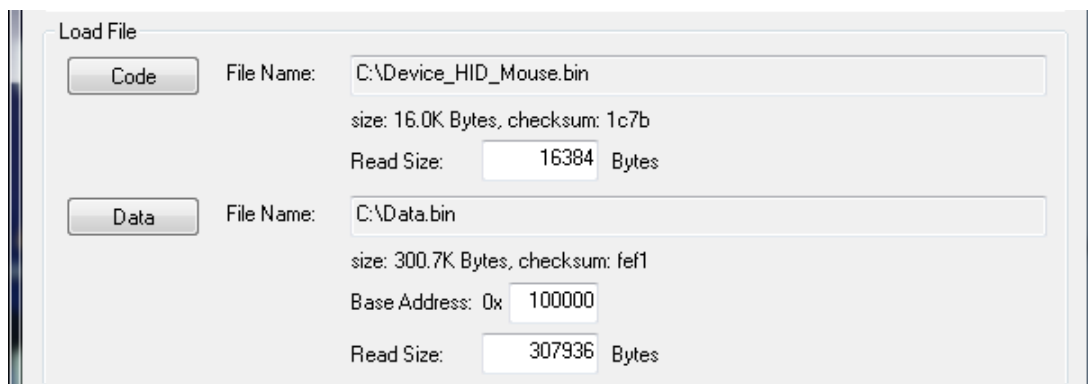 Load File
Code File Name: C:\Device_HID_Mouse.bin
size: 16.0K Bytes, checksum: 1c7b
Read Size: 16384 Bytes
Data File Name: C:\Data.bin
size: 300.7K Bytes, checksum: fef1
Base Address: 0x 100000
Read Size: 307936 Bytes